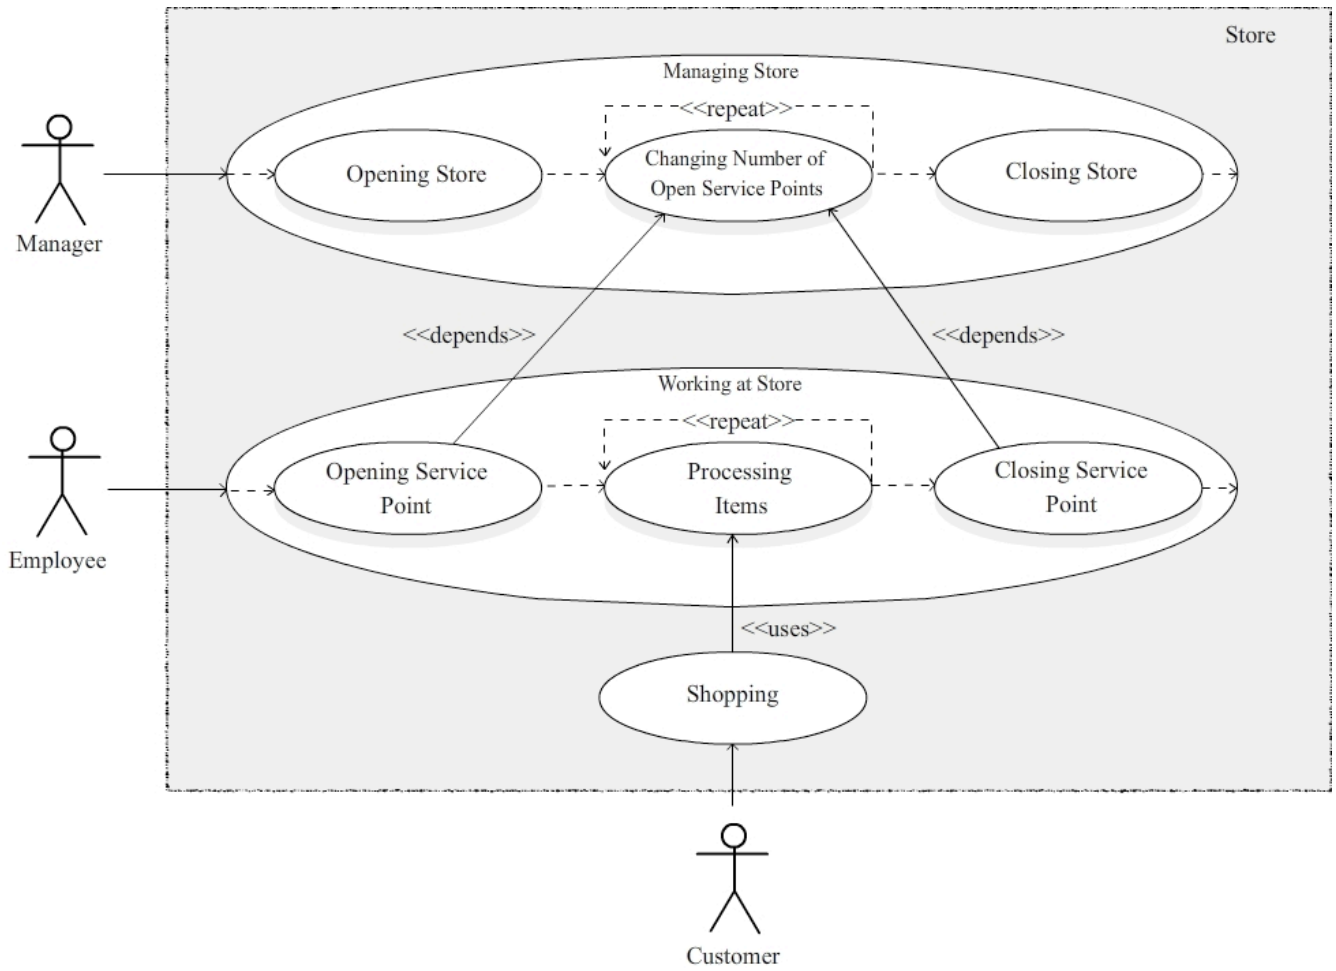 Store
Managing Store
<<repeat>>
Opening Store
Changing Number of
Open Service Points
Closing Store
Manager
<<depends>>
<<depends>>
Working at Store
<<repeat>>
Opening Service
Point
Processing
Items
Closing Service
Point
Employee
<<uses>>
Shopping
Customer